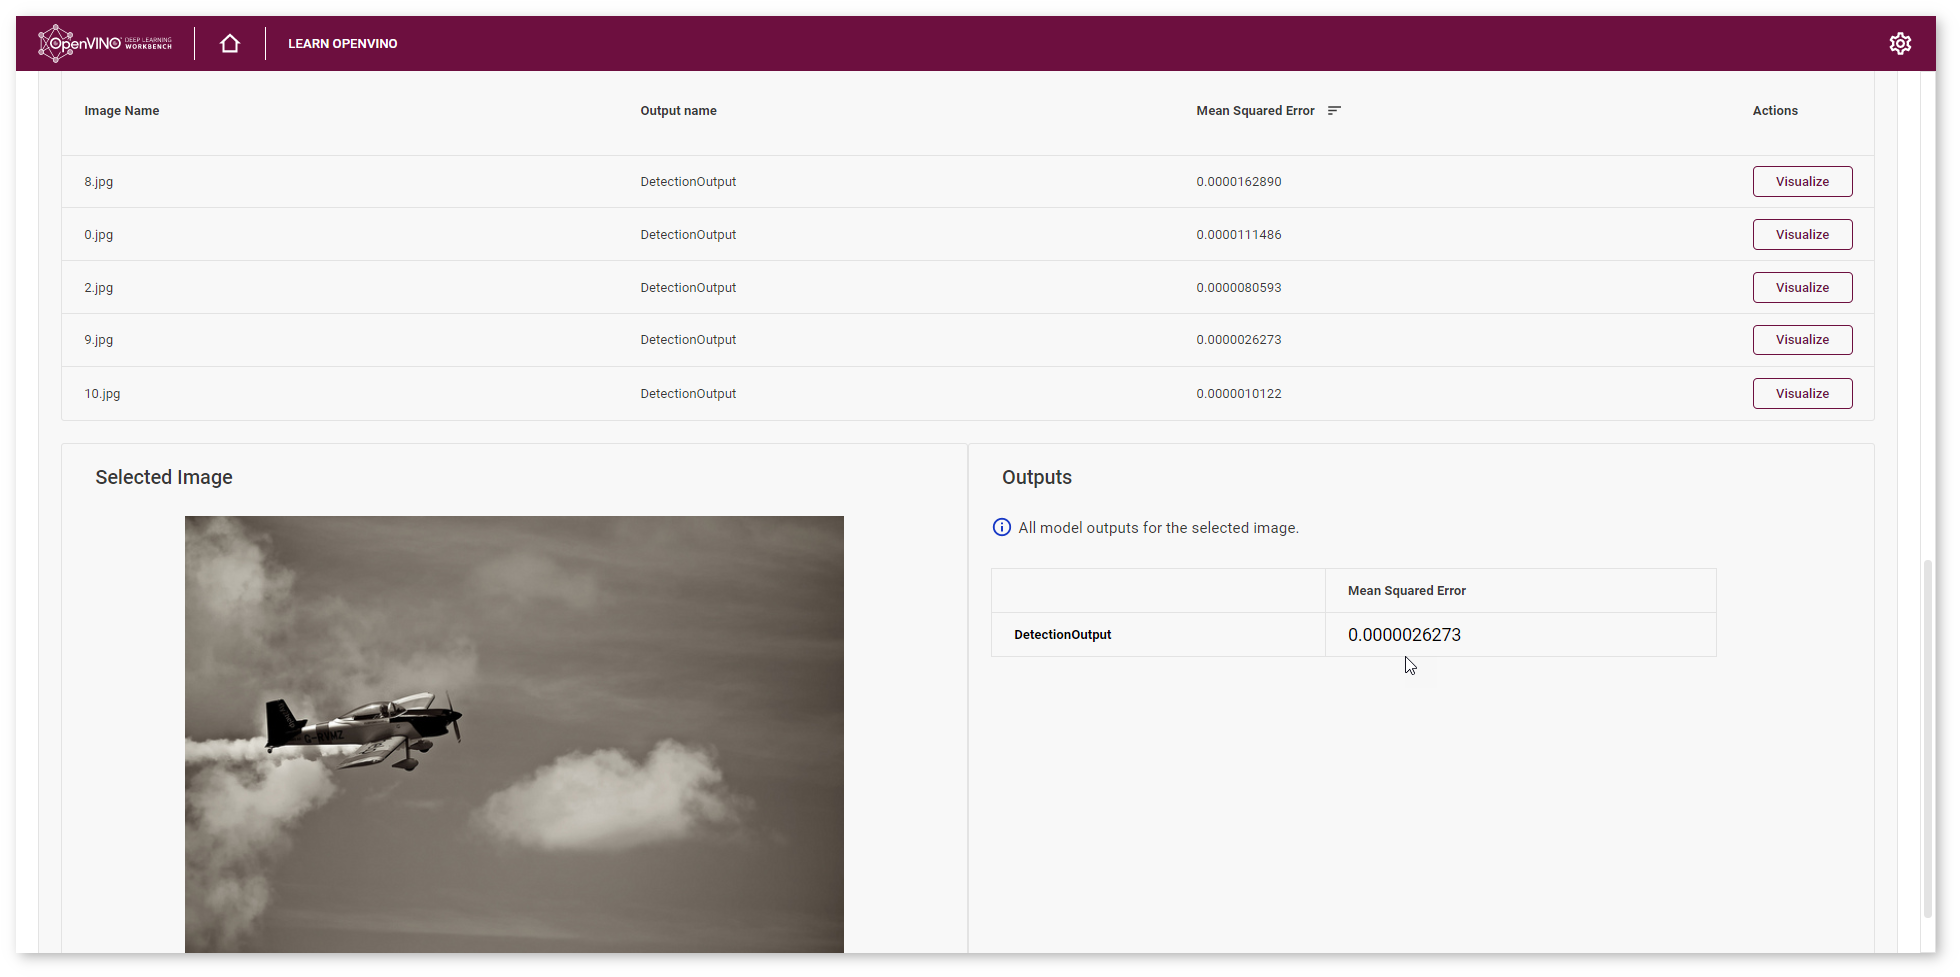 OpenVINO DEEP LEARNING WORKBENCH LEARN OPENVINO
Image Name Output name Mean Squared Error Actions
8.jpg DetectionOutput 0.0000162890 Visualize
0.jpg DetectionOutput 0.0000111486 Visualize
2.jpg DetectionOutput 0.0000080593 Visualize
9.jpg DetectionOutput 0.0000026273 Visualize
10.jpg DetectionOutput 0.0000010122 Visualize
Selected Image
G-RVMZ
Outputs
All model outputs for the selected image.
Mean Squared Error
DetectionOutput 0.0000026273